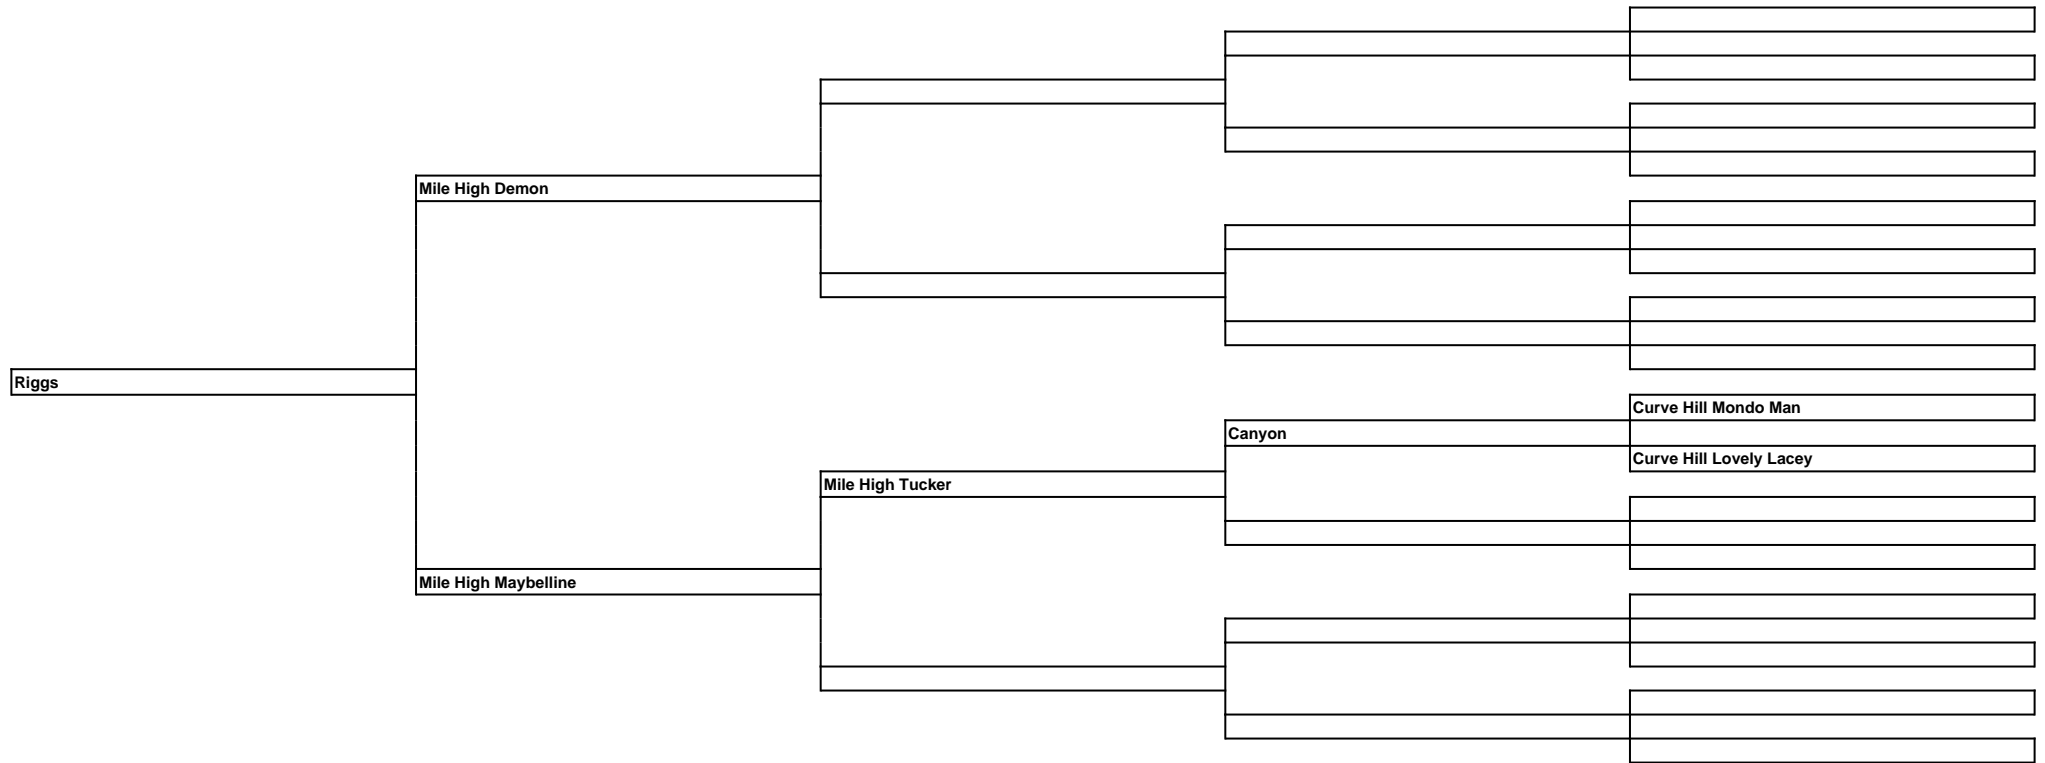 Mile High Demon
Riggs
Curve Hill Mondo Man
Canyon
Curve Hill Lovely Lacey
Mile High Tucker
Mile High Maybelline